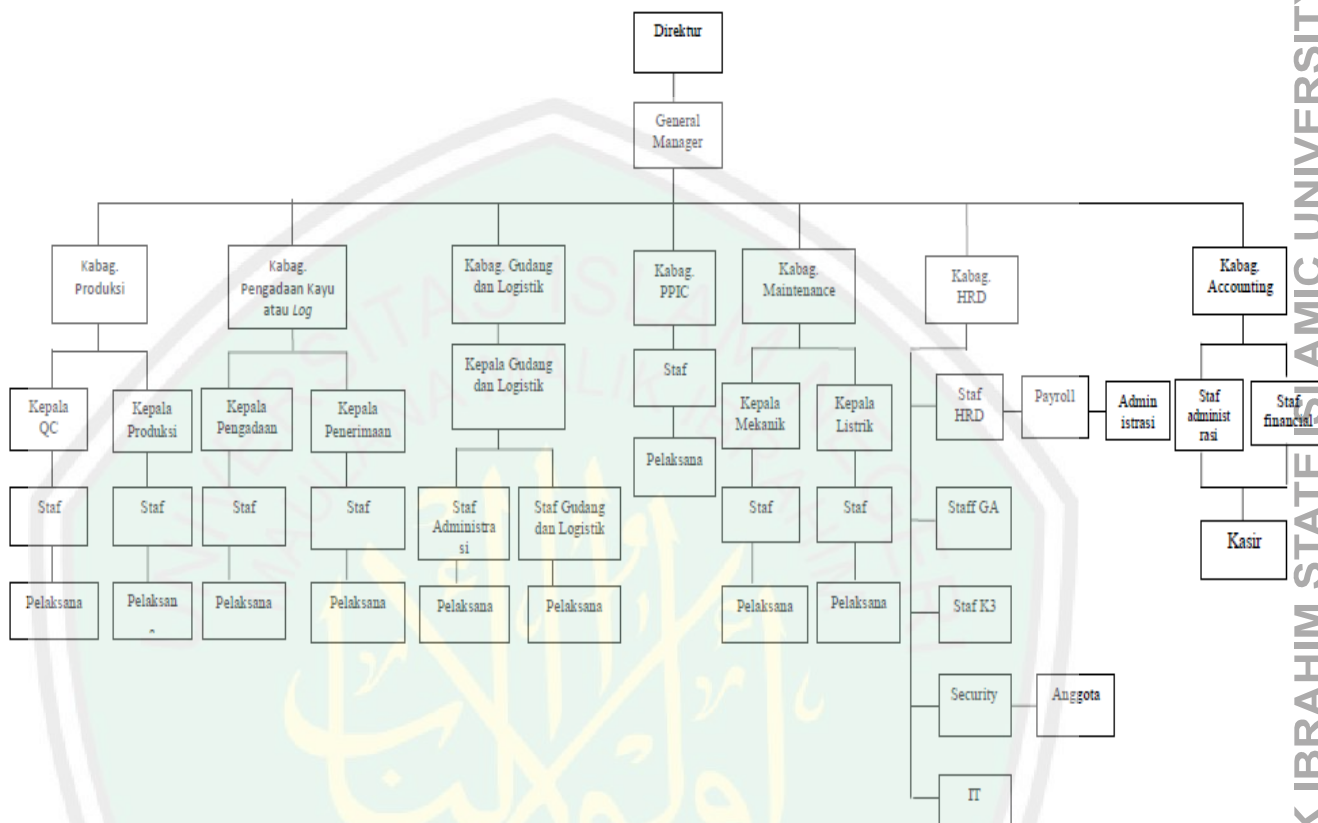 Direktur
General
Manager
Kabag.
Produksi
Kabag.
Pengadaan Kayu
atau Log
Kabag. Gudang
dan Logistik
Kabag.
PPIC
Kabag.
Maintenance
Kabag.
HRD
Kabag.
Accounting
Kepala Gudang
dan Logistik
Staf
Kepala
QC
Kepala
Produksi
Kepala
Pengadaan
Kepala
Penerimaan
Kepala
Mekanik
Kepala
Listrik
Staf
HRD
Payroll
Admin
istrasi
Staf
administ
rasi
Staf
financial
Pelaksana
Staf
Staf
Staf
Staf
Staf
Administra
si
Staf Gudang
dan Logistik
Staf
Staf
Staff GA
Kasir
Pelaksana
Pelaksan
Pelaksana
Pelaksana
Pelaksana
Pelaksana
Pelaksana
Pelaksana
Staf K3
Security
Anggota
IT
UNIVERSITAS ISLAM NEGERI
MAULANA MALIK IBRAHIM
K IBRAHIM STATE ISLAMIC UNIVERSITY